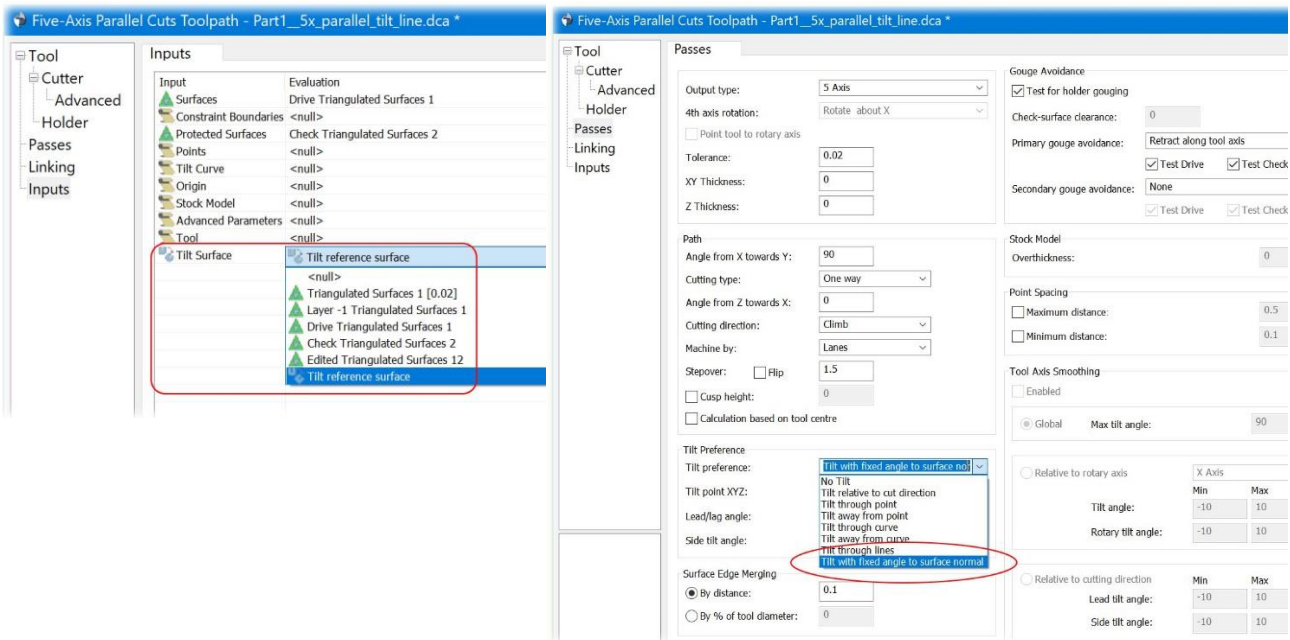 Five-Axis Parallel Cuts Toolpath - Part1__5x_parallel_tilt_line.dca *
Tool
Cutter
Advanced
Holder
Passes
Linking
Inputs
Inputs
Input Evaluation
Surfaces Drive Triangulated Surfaces 1
Constraint Boundaries <null>
Protected Surfaces Check Triangulated Surfaces 2
Points <null>
Tilt Curve <null>
Origin <null>
Stock Model <null>
Advanced Parameters <null>
Tool <null>
Tilt Surface Tilt reference surface
<null>
Triangulated Surfaces 1 [0.02]
Layer -1 Triangulated Surfaces 1
Drive Triangulated Surfaces 1
Check Triangulated Surfaces 2
Edited Triangulated Surfaces 12
Tilt reference surface
Five-Axis Parallel Cuts Toolpath - Part1__5x_parallel_tilt_line.dca *
Tool
Cutter
Advanced
Holder
Passes
Linking
Inputs
Passes
Output type: 5 Axis
4th axis rotation: Rotate about X
Point tool to rotary axis
Tolerance: 0.02
XY Thickness: 0
Z Thickness: 0
Path
Angle from X towards Y: 90
Cutting type: One way
Angle from Z towards X: 0
Cutting direction: Climb
Machine by: Lanes
Stepover: Flip 1.5
Cusp height: 0
Calculation based on tool centre
Tilt Preference
Tilt preference: Tilt with fixed angle to surface no
Tilt point XYZ:
Lead/lag angle:
Side tilt angle:
No Tilt
Tilt relative to cut direction
Tilt through point
Tilt away from point
Tilt through curve
Tilt away from curve
Tilt through lines
Tilt with fixed angle to surface normal
Surface Edge Merging
By distance: 0.1
By % of tool diameter: 0
Gouge Avoidance
Test for holder gouging
Check-surface clearance: 0
Primary gouge avoidance: Retract along tool axis
Test Drive Test Check
Secondary gouge avoidance: None
Test Drive Test Check
Stock Model
Overthickness: 0
Point Spacing
Maximum distance: 0.5
Minimum distance: 0.1
Tool Axis Smoothing
Enabled
Global Max tilt angle: 90
Relative to rotary axis X Axis
Min Max
Tilt angle: -10 10
Rotary tilt angle: -10 10
Relative to cutting direction Min Max
Lead tilt angle: -10 10
Side tilt angle: -10 10